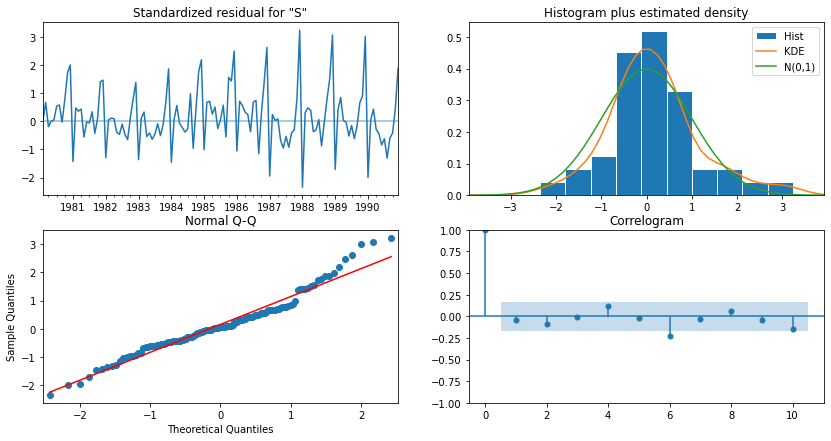 Standardized residual for "S"
3
2
1
0
−1
−2
1981 1982 1983 1984 1985 1986 1987 1988 1989 1990
Histogram plus estimated density
Hist
KDE
N(0,1)
0.5
0.4
0.3
0.2
0.1
0.0
−3 −2 −1 0 1 2 3
Normal Q-Q
Sample Quantiles
3
2
1
0
−1
−2
−2 −1 0 1 2
Theoretical Quantiles
Correlogram
1.00
0.75
0.50
0.25
0.00
−0.25
−0.50
−0.75
−1.00
0 2 4 6 8 10